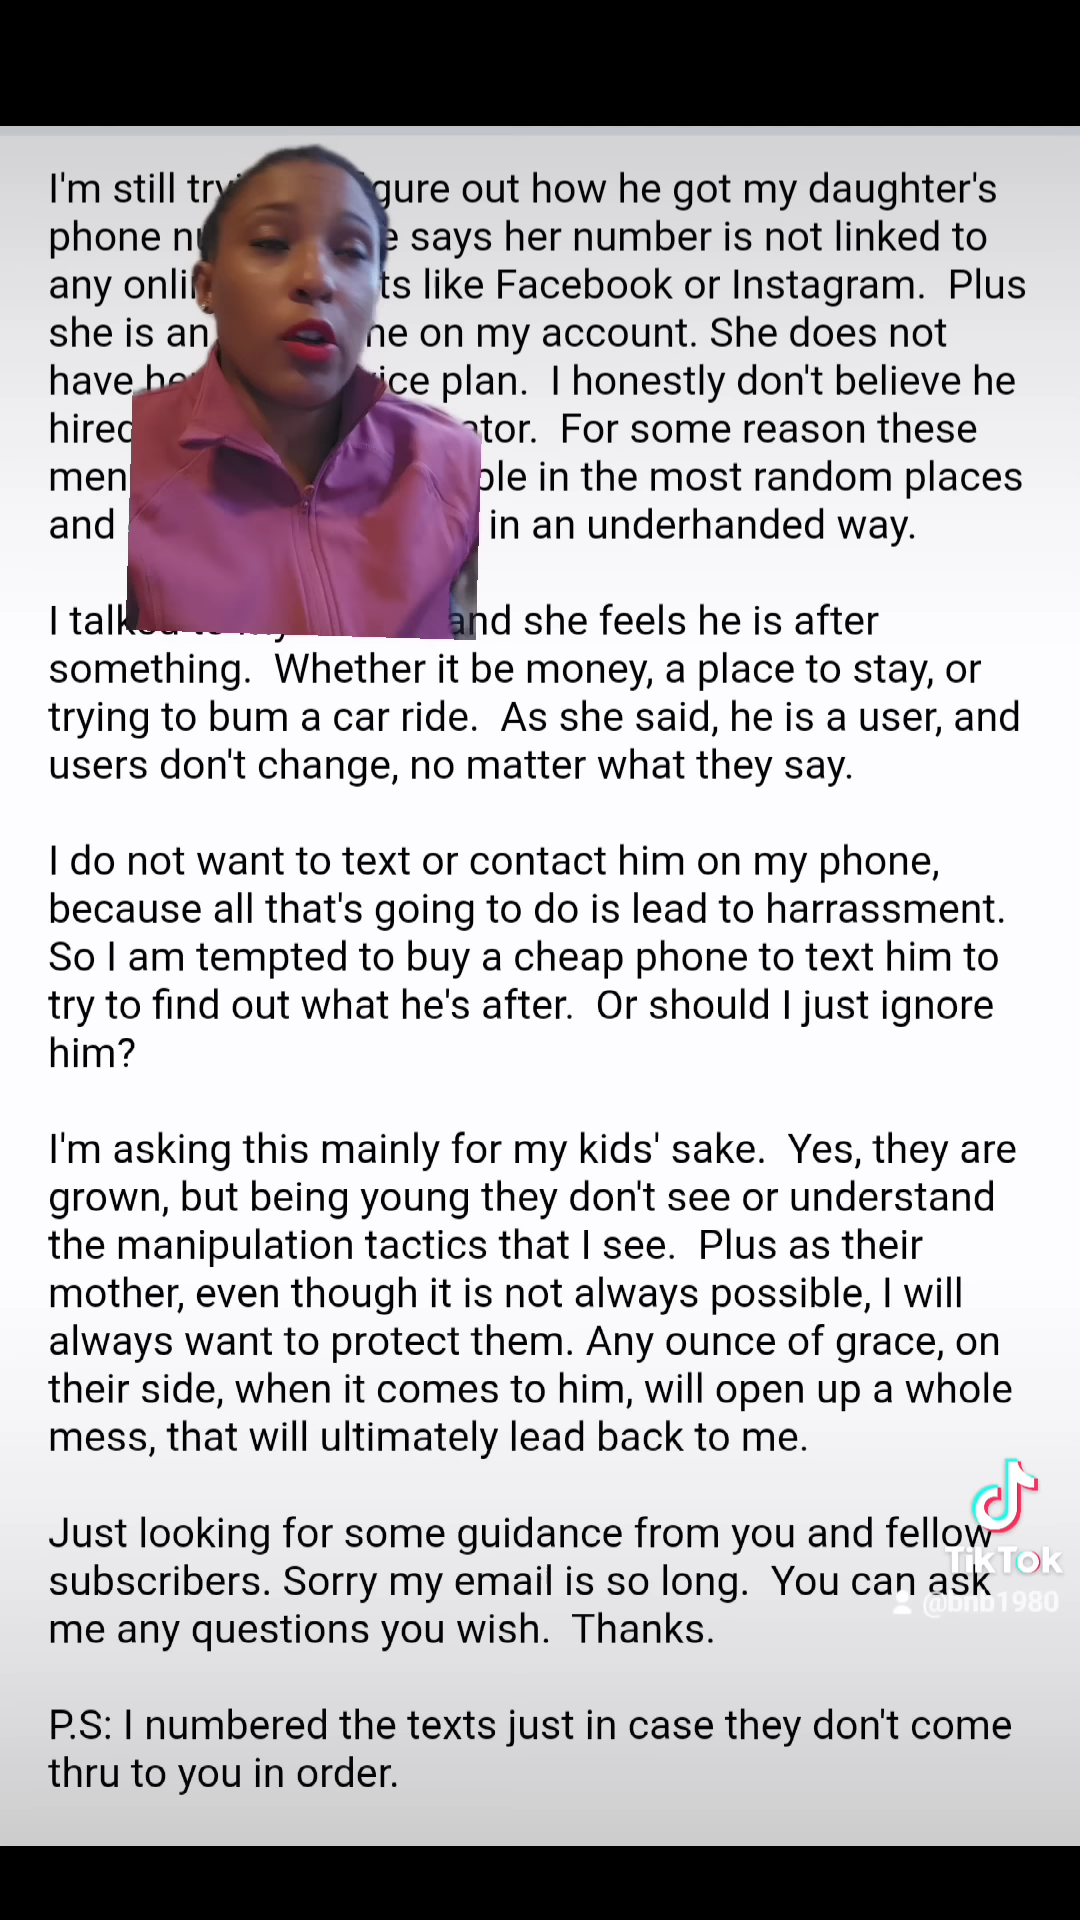 I'm still try gure out how he got my daughter's
phone n e says her number is not linked to
any onli ts like Facebook or Instagram. Plus
she is an ne on my account. She does not
have he ice plan. I honestly don't believe he
hired ator. For some reason these
men ple in the most random places
and in an underhanded way.
I talked to my and she feels he is after
something. Whether it be money, a place to stay, or
trying to bum a car ride. As she said, he is a user, and
users don't change, no matter what they say.
I do not want to text or contact him on my phone,
because all that's going to do is lead to harrassment.
So I am tempted to buy a cheap phone to text him to
try to find out what he's after. Or should I just ignore
him?
I'm asking this mainly for my kids' sake. Yes, they are
grown, but being young they don't see or understand
the manipulation tactics that I see. Plus as their
mother, even though it is not always possible, I will
always want to protect them. Any ounce of grace, on
their side, when it comes to him, will open up a whole
mess, that will ultimately lead back to me.
Just looking for some guidance from you and fellow
subscribers. Sorry my email is so long. You can ask
me any questions you wish. Thanks.
P.S: I numbered the texts just in case they don't come
thru to you in order.
TikTok
@bnb1980